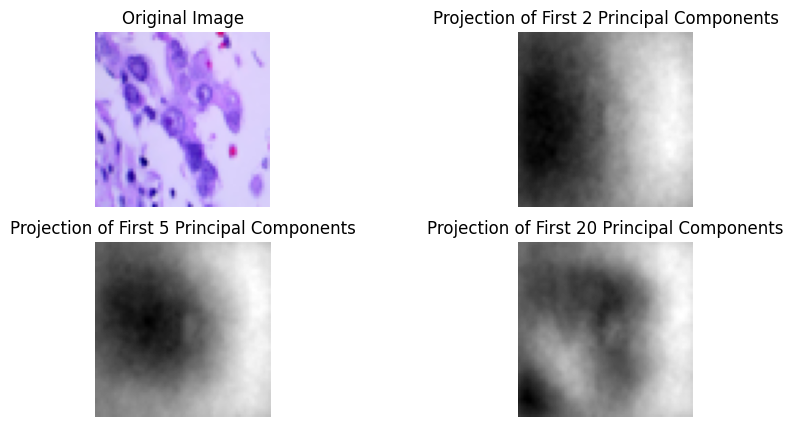 Original Image
Projection of First 2 Principal Components
Projection of First 5 Principal Components
Projection of First 20 Principal Components